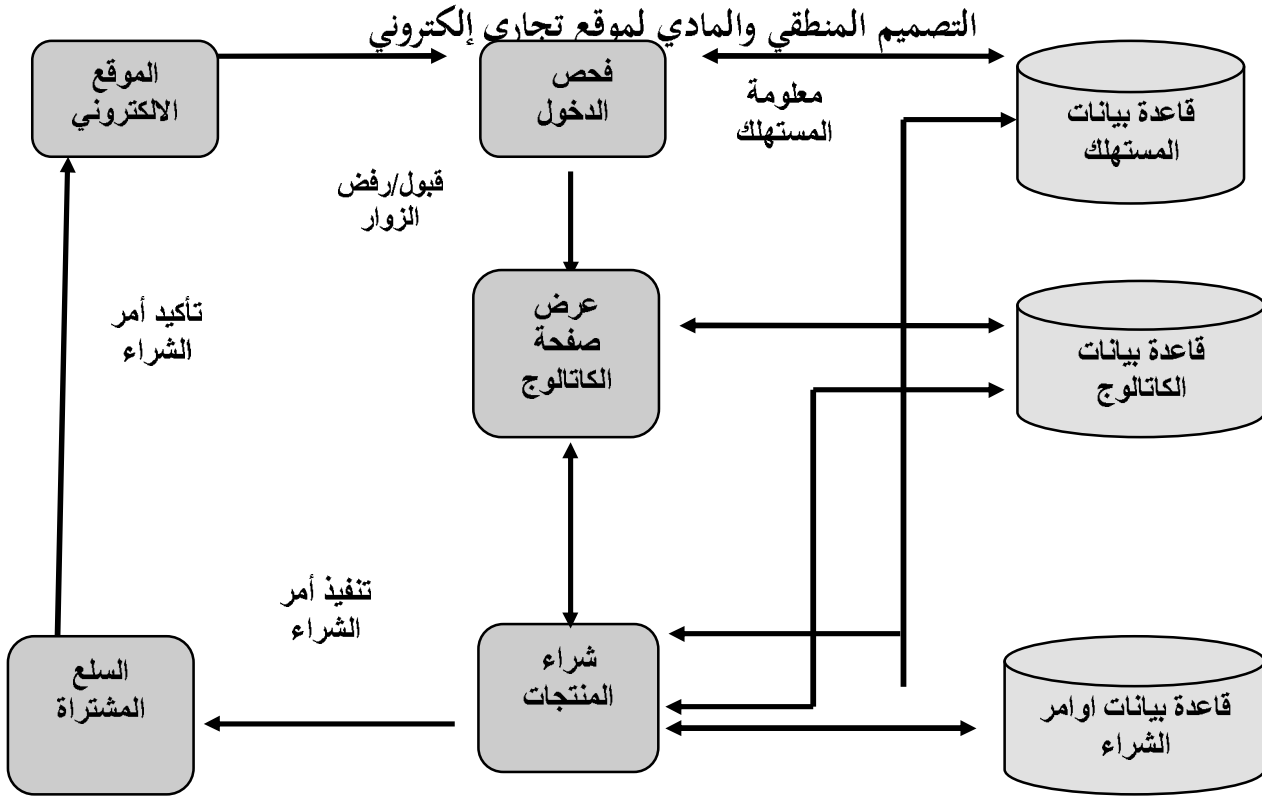 التصميم المنطقي والمادي لموقع تجاري إلكتروني
الموقع
الالكتروني
فحص
الدخول
معلومة
المستهلك
قاعدة بيانات
المستهلك
قبول/رفض
الزوار
عرض
صفحة
الكاتالوج
قاعدة بيانات
الكاتالوج
تأكيد أمر
الشراء
تنفيذ أمر
الشراء
السلع
المشتراة
شراء
المنتجات
قاعدة بيانات اوامر
الشراء